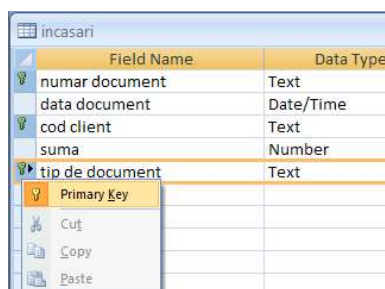 incasari
Field Name Data Type
numar document Text
data document Date/Time
cod client Text
suma Number
tip de document Text
Primary Key
Cut
Copy
Paste